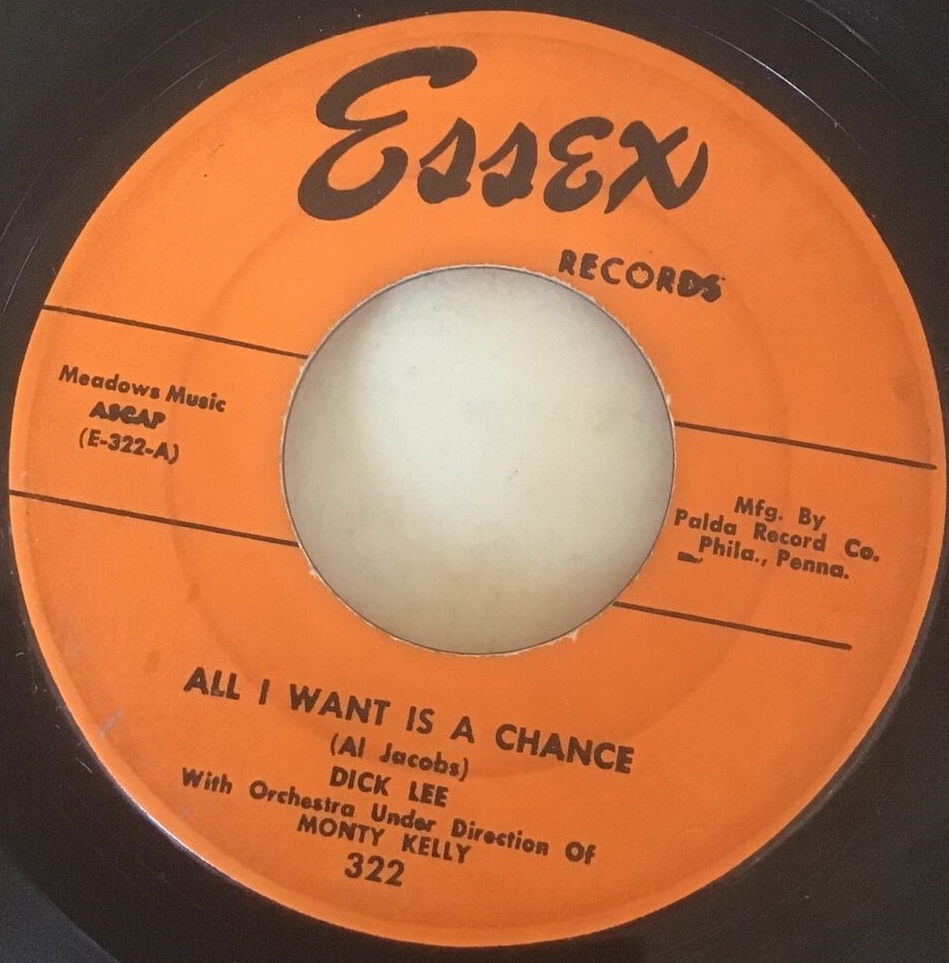 Essex
RECORDS
Meadows Music
ASCAP
(E-322-A)
Mfg. By
Palda Record Co.
Phila., Penna.
ALL I WANT IS A CHANCE
(Al Jacobs)
DICK LEE
With Orchestra Under Direction Of
MONTY KELLY
322